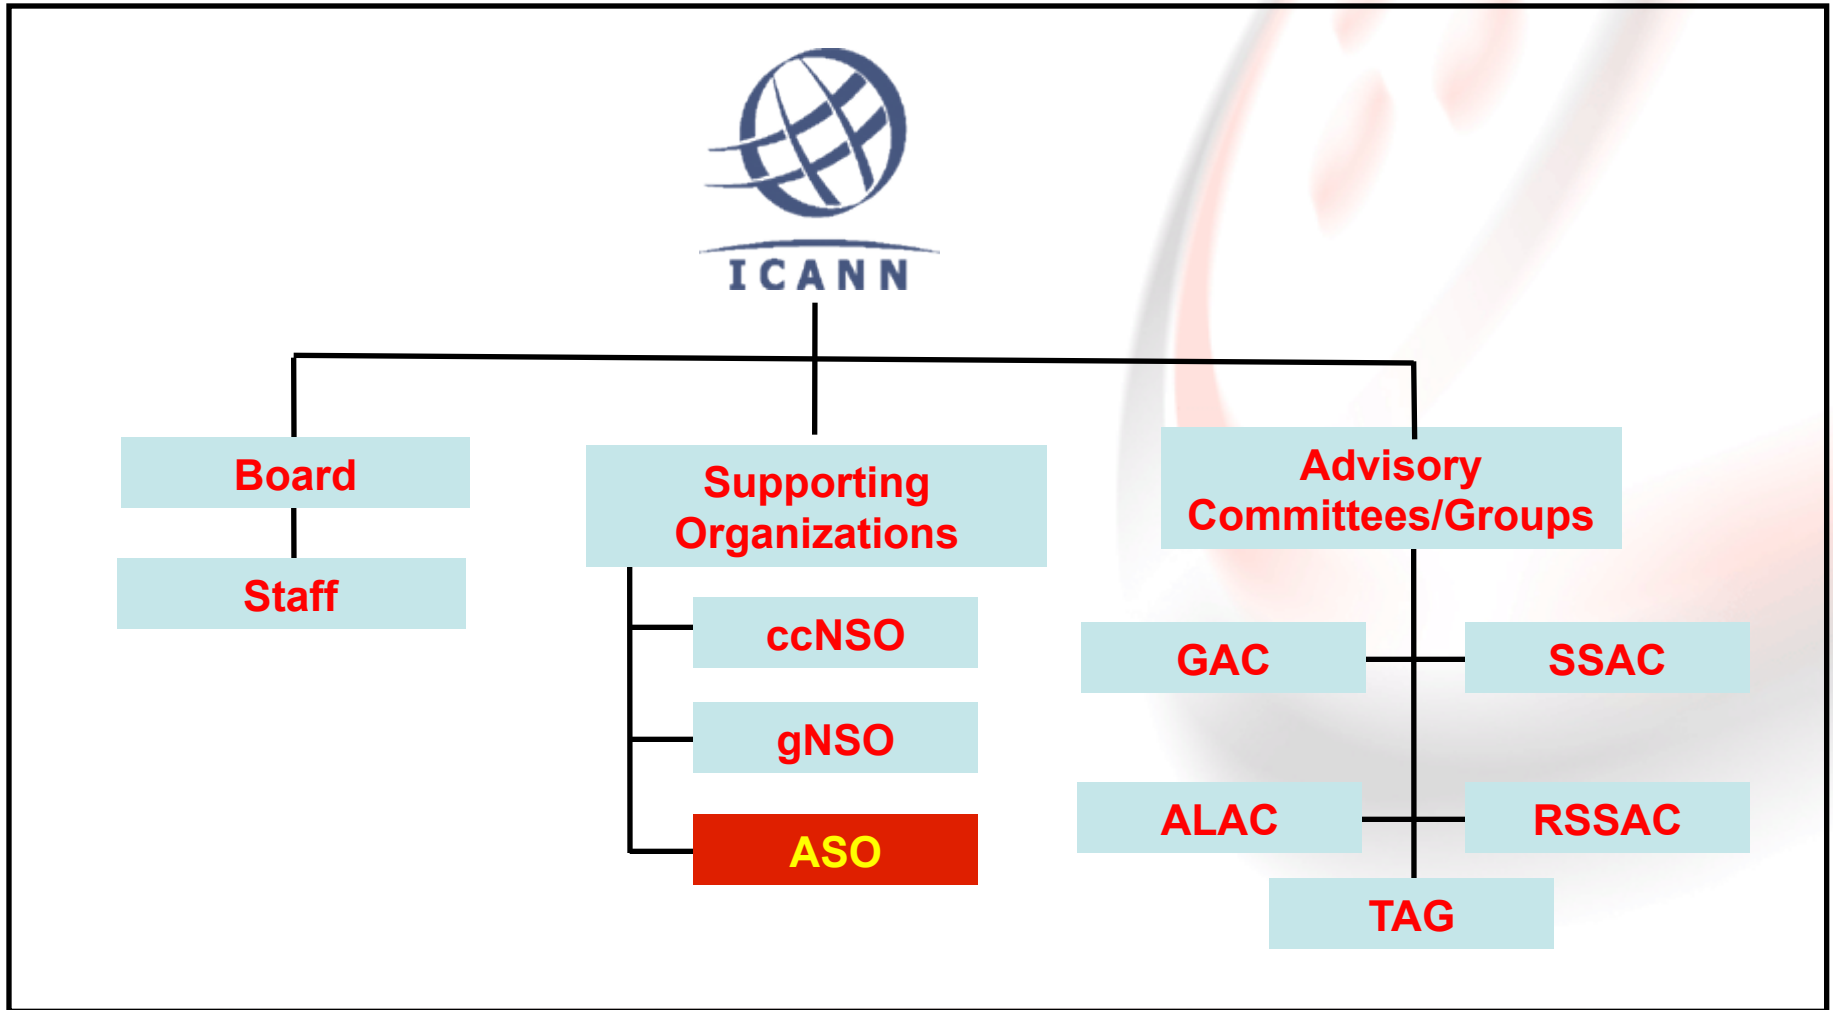 ICANN
Board
Staff
Supporting
Organizations
ccNSO
gNSO
ASO
Advisory
Committees/Groups
GAC
SSAC
ALAC
RSSAC
TAG